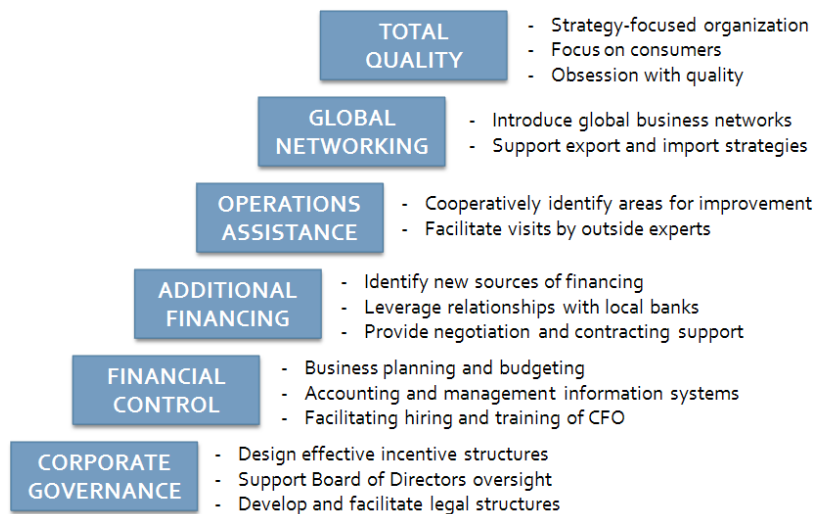 TOTAL
QUALITY
- Strategy-focused organization
- Focus on consumers
- Obsession with quality
GLOBAL
NETWORKING
- Introduce global business networks
- Support export and import strategies
OPERATIONS
ASSISTANCE
- Cooperatively identify areas for improvement
- Facilitate visits by outside experts
ADDITIONAL
FINANCING
- Identify new sources of financing
- Leverage relationships with local banks
- Provide negotiation and contracting support
FINANCIAL
CONTROL
- Business planning and budgeting
- Accounting and management information systems
- Facilitating hiring and training of CFO
CORPORATE
GOVERNANCE
- Design effective incentive structures
- Support Board of Directors oversight
- Develop and facilitate legal structures